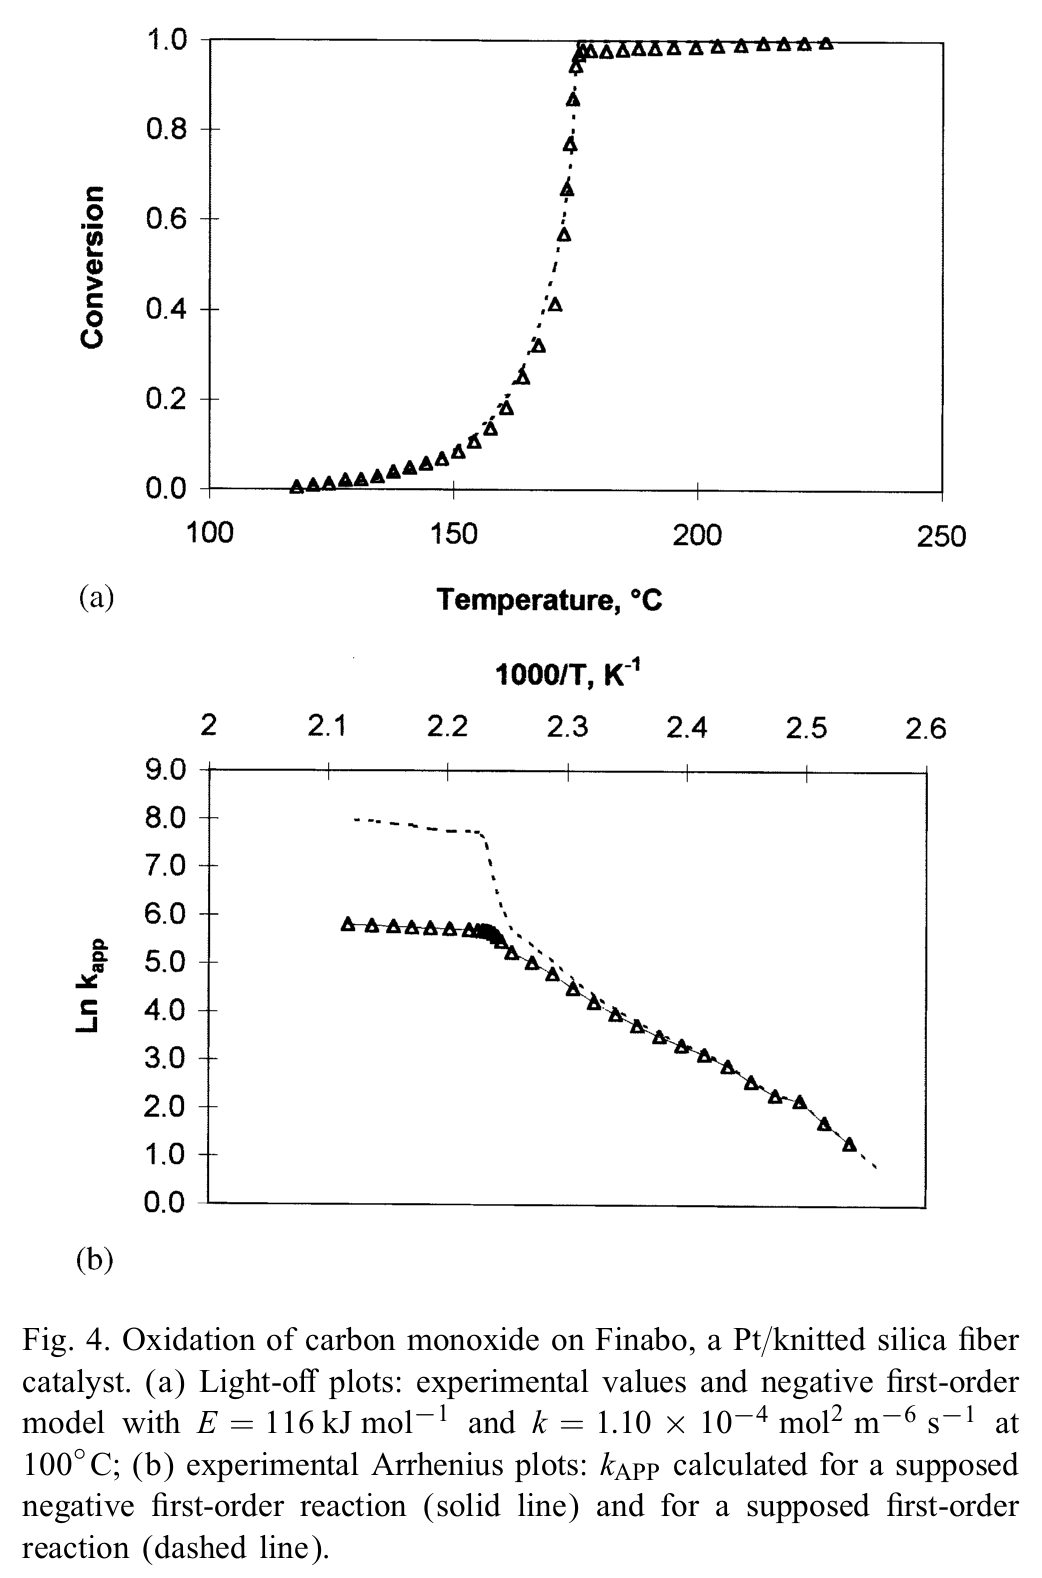 1.0
0.8
0.6
0.4
0.2
0.0
Conversion
100 150 200 250
(a)
Temperature, °C
1000/T, K-1
2 2.1 2.2 2.3 2.4 2.5 2.6
9.0
8.0
7.0
6.0
5.0
4.0
3.0
2.0
1.0
0.0
Ln kapp
(b)
Fig. 4. Oxidation of carbon monoxide on Finabo, a Pt/knitted silica fiber
catalyst. (a) Light-off plots: experimental values and negative first-order
model with E = 116 kJ mol−1 and k = 1.10 × 10−4 mol2 m−6 s−1 at
100°C; (b) experimental Arrhenius plots: kAPP calculated for a supposed
negative first-order reaction (solid line) and for a supposed first-order
reaction (dashed line).